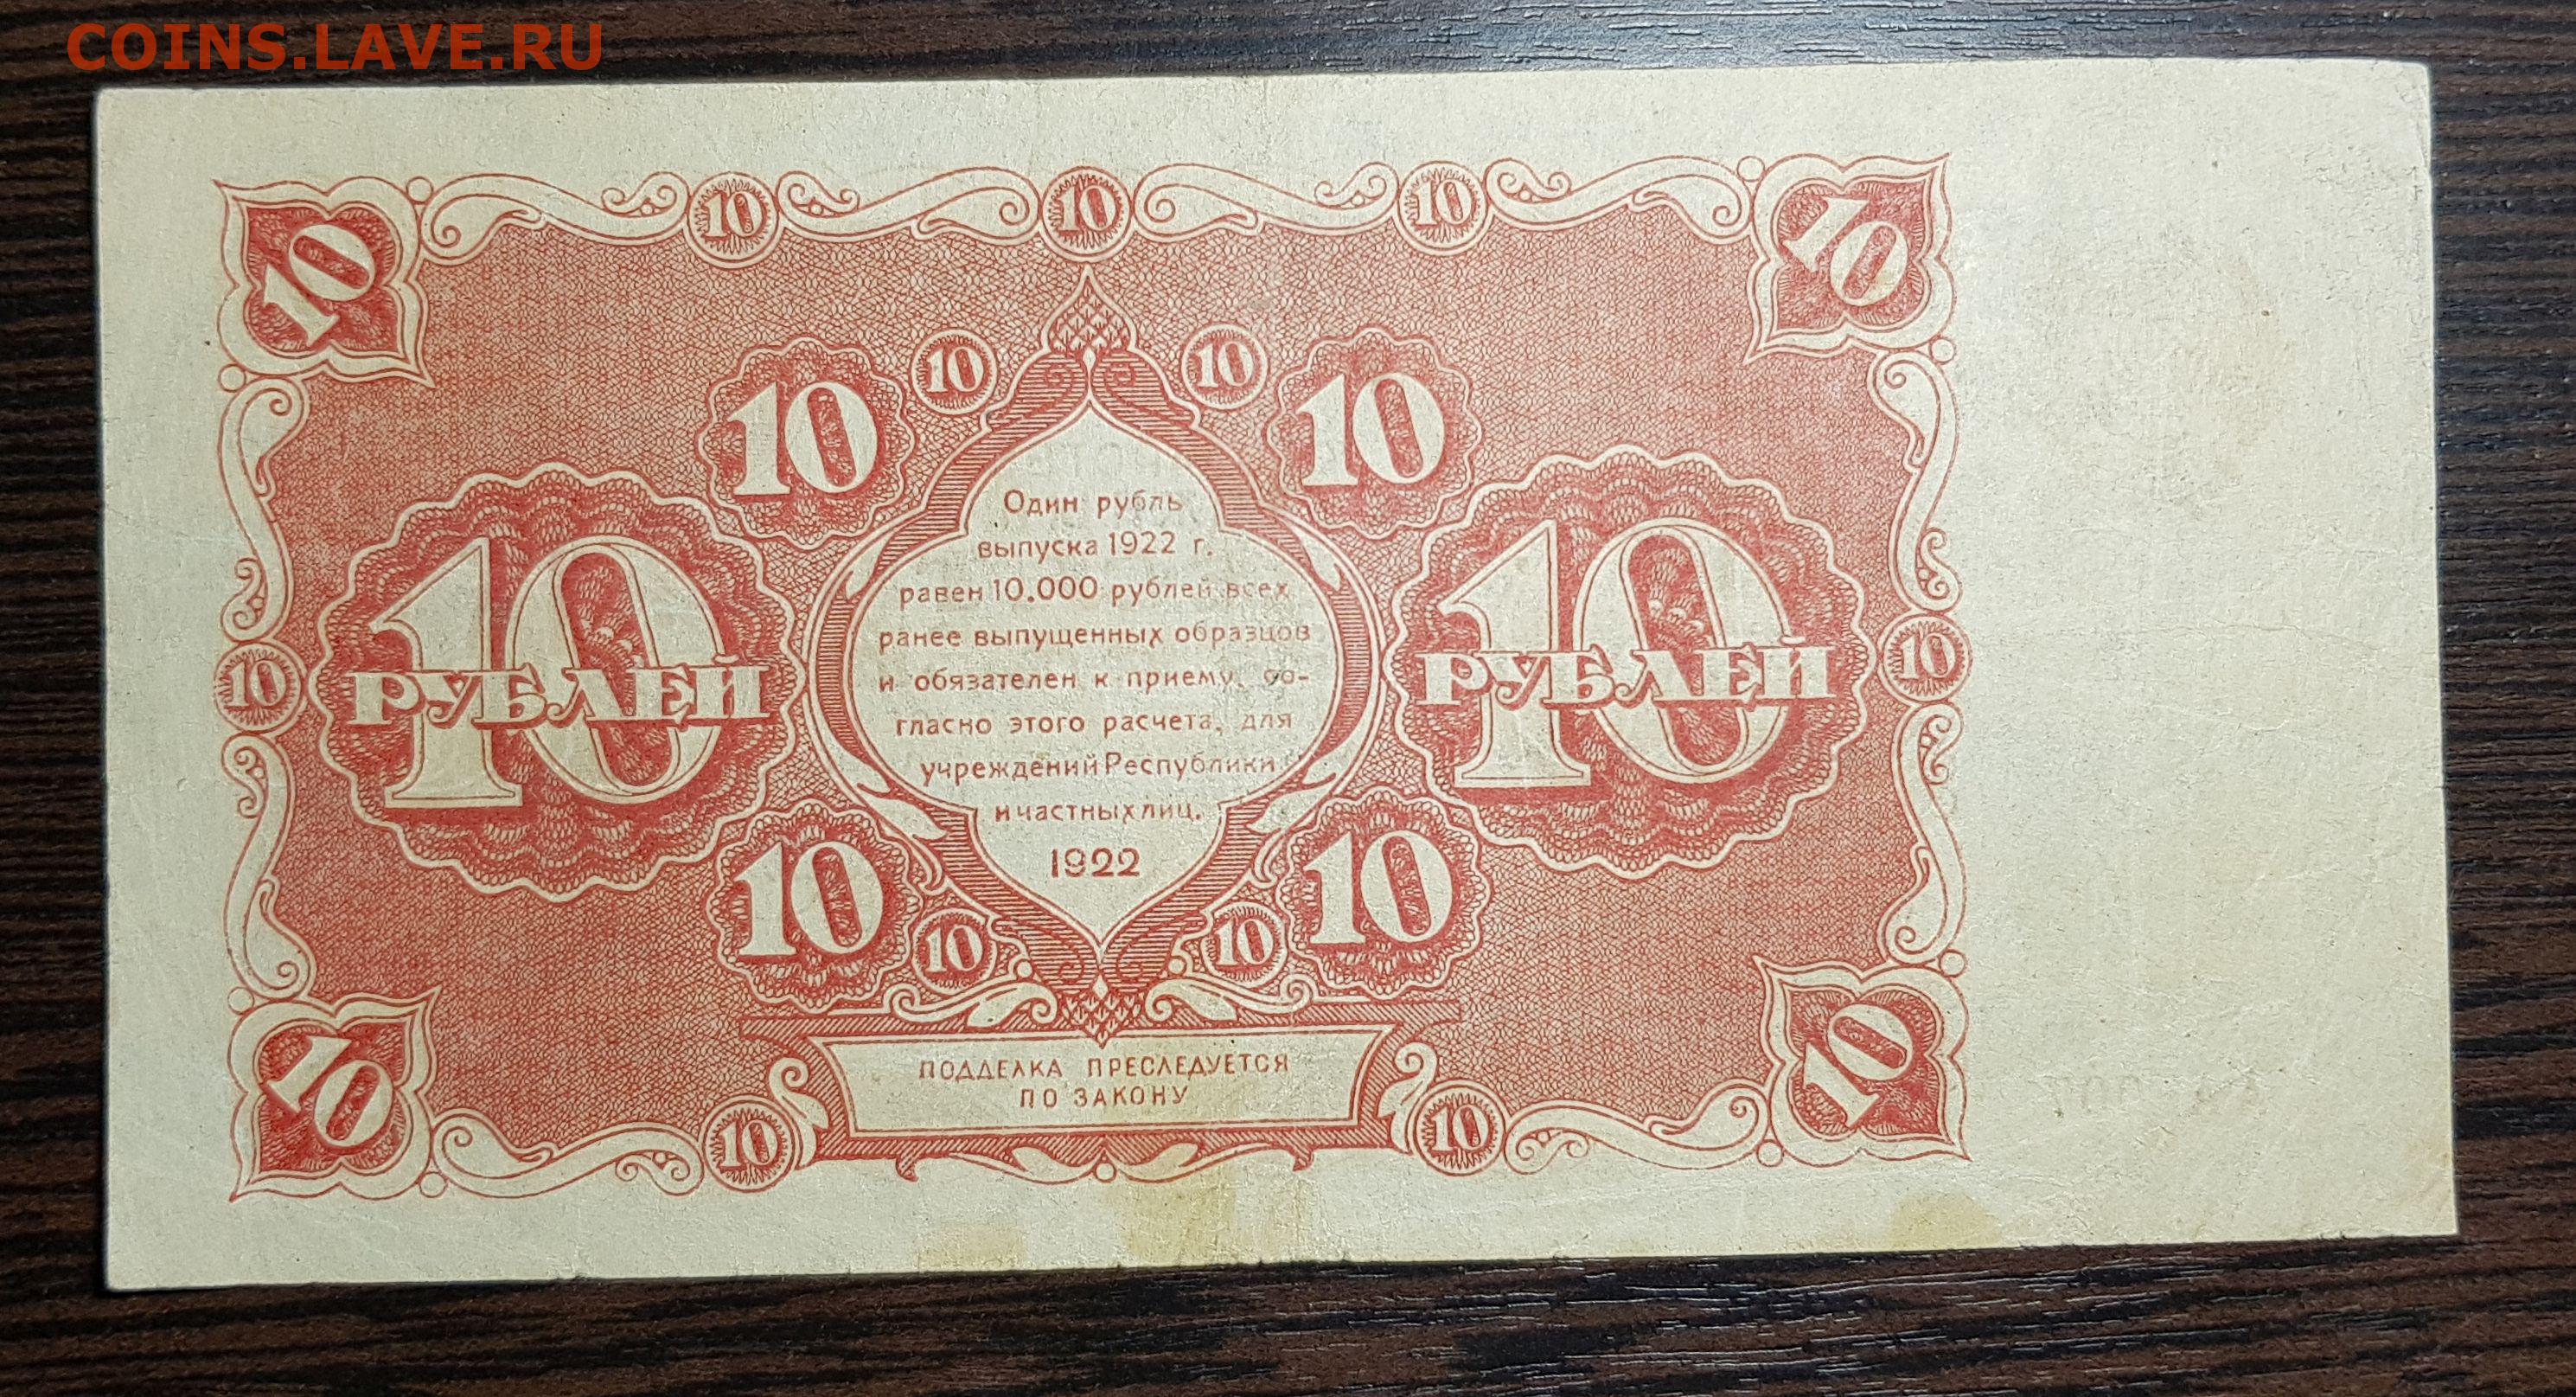 COINS.LAVE.RU
10 10 10 10 10
10 10 10 10
Один рубль
выпуска 1922 г.
равен 10.000 рублей всех
ранее выпущенных образцов
и обязателен к приему, со-
гласно этого расчета, для
учреждений Республики
и частных лиц.
1922
10 РУБЛЕЙ
10 РУБЛЕЙ
10 10
10 10 10 10
ПОДДЕЛКА ПРЕСЛЕДУЕТСЯ
ПО ЗАКОНУ
10 10 10 10